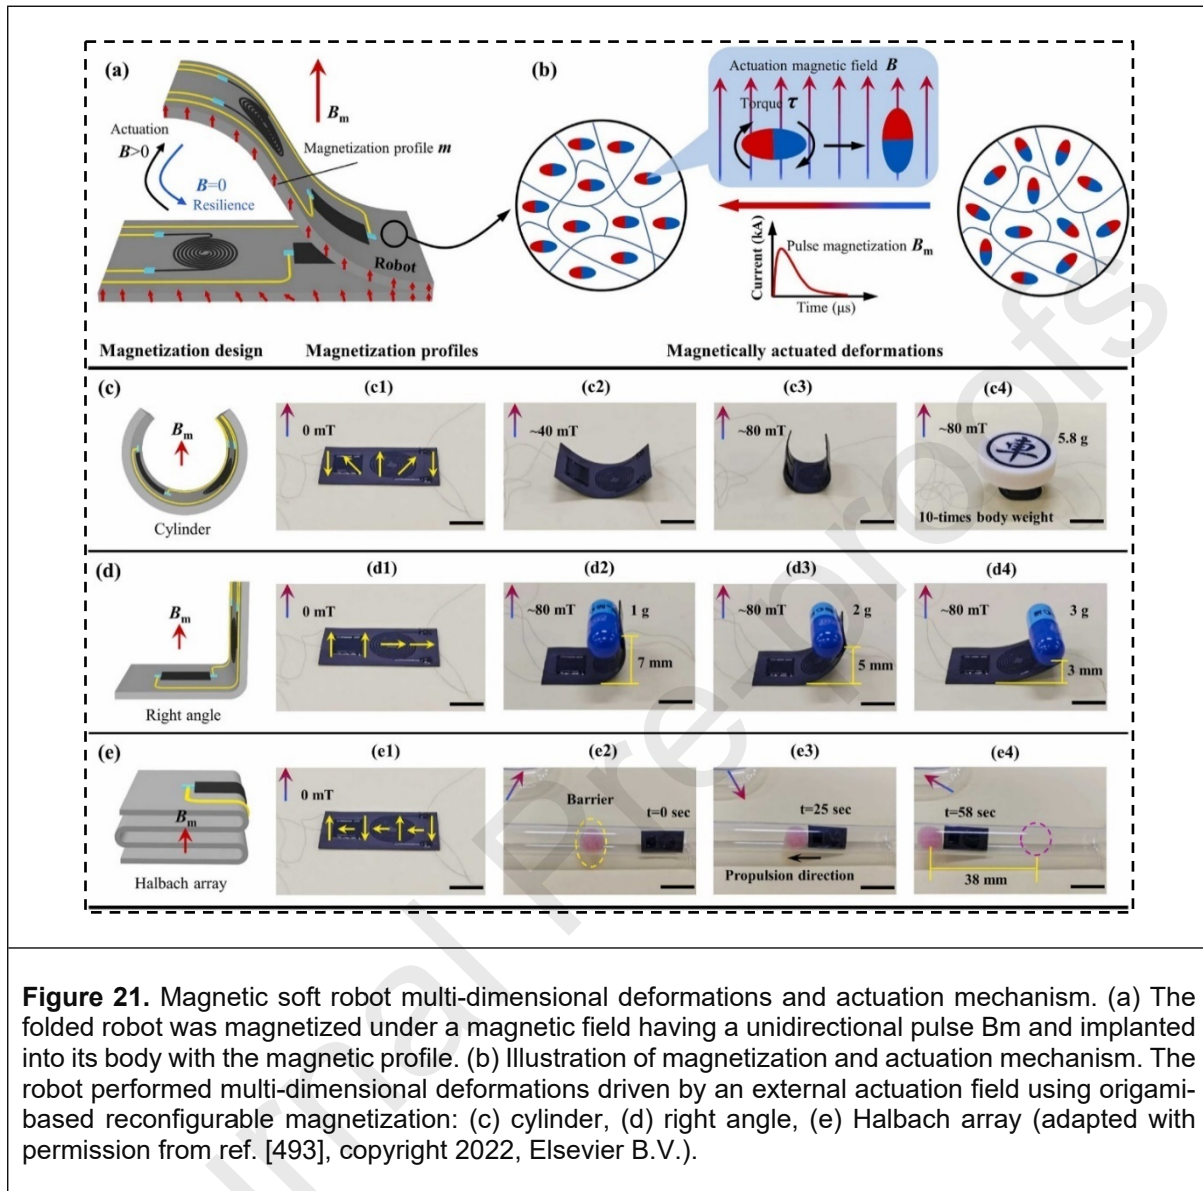 (a)
Bm
Actuation
B>0
Magnetization profile m
B=0
Resilience
Robot
(b)
Actuation magnetic field B
Torque τ
Current (kA)
Pulse magnetization Bm
Time (μs)
Magnetization design
Magnetization profiles
Magnetically actuated deformations
(c)
Bm
Cylinder
(c1)
0 mT
(c2)
~40 mT
(c3)
~80 mT
(c4)
~80 mT
5.8 g
車
10-times body weight
(d)
Bm
Right angle
(d1)
0 mT
(d2)
~80 mT
1 g
7 mm
(d3)
~80 mT
2 g
5 mm
(d4)
~80 mT
3 g
3 mm
(e)
Bm
Halbach array
(e1)
0 mT
(e2)
Barrier
t=0 sec
(e3)
t=25 sec
Propulsion direction
(e4)
t=58 sec
38 mm
Figure 21. Magnetic soft robot multi-dimensional deformations and actuation mechanism. (a) The
folded robot was magnetized under a magnetic field having a unidirectional pulse Bm and implanted
into its body with the magnetic profile. (b) Illustration of magnetization and actuation mechanism. The
robot performed multi-dimensional deformations driven by an external actuation field using origami-
based reconfigurable magnetization: (c) cylinder, (d) right angle, (e) Halbach array (adapted with
permission from ref. [493], copyright 2022, Elsevier B.V.).
rnal Pre-proofs